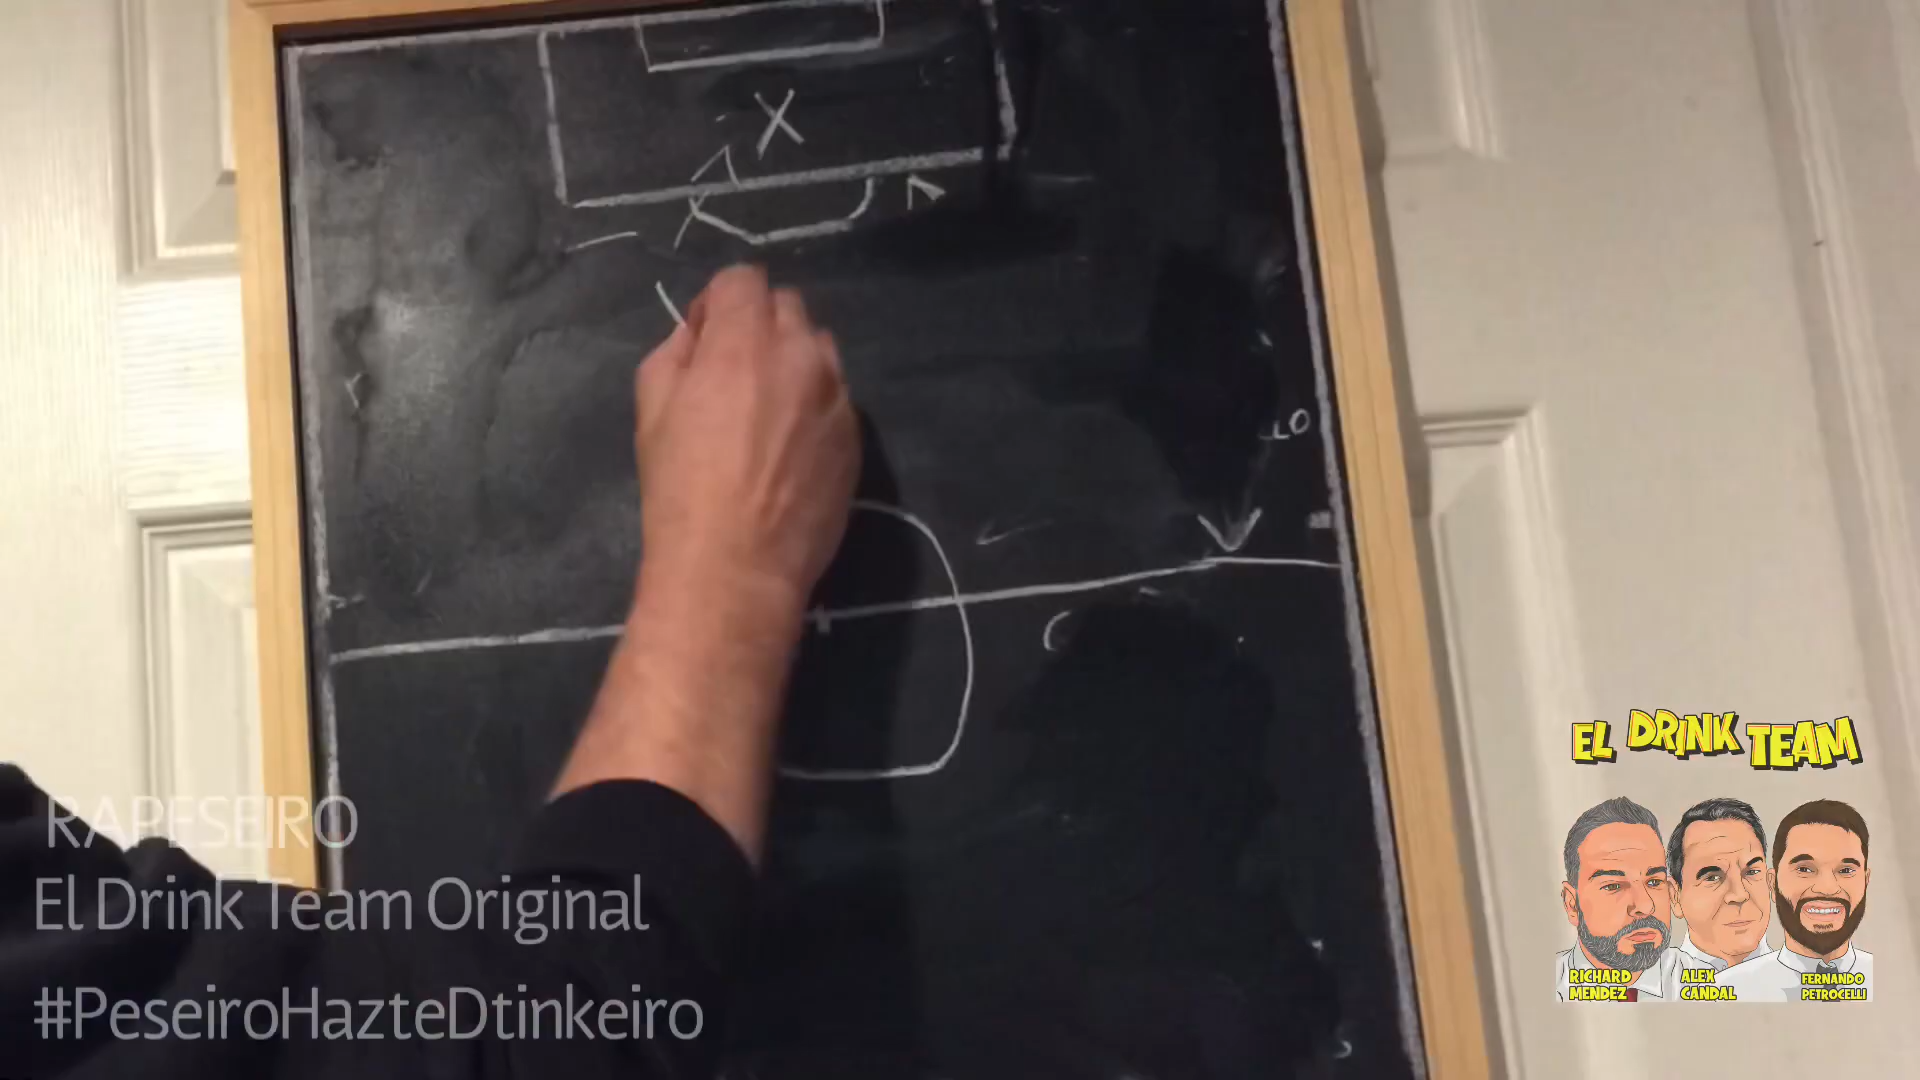 X
RAPESEIRO
El Drink Team Original
#PeseiroHazteDtinkeiro
EL DRINK TEAM
RICHARD MENDEZ
ALEX CANDAL
FERNANDO PETROCELLI